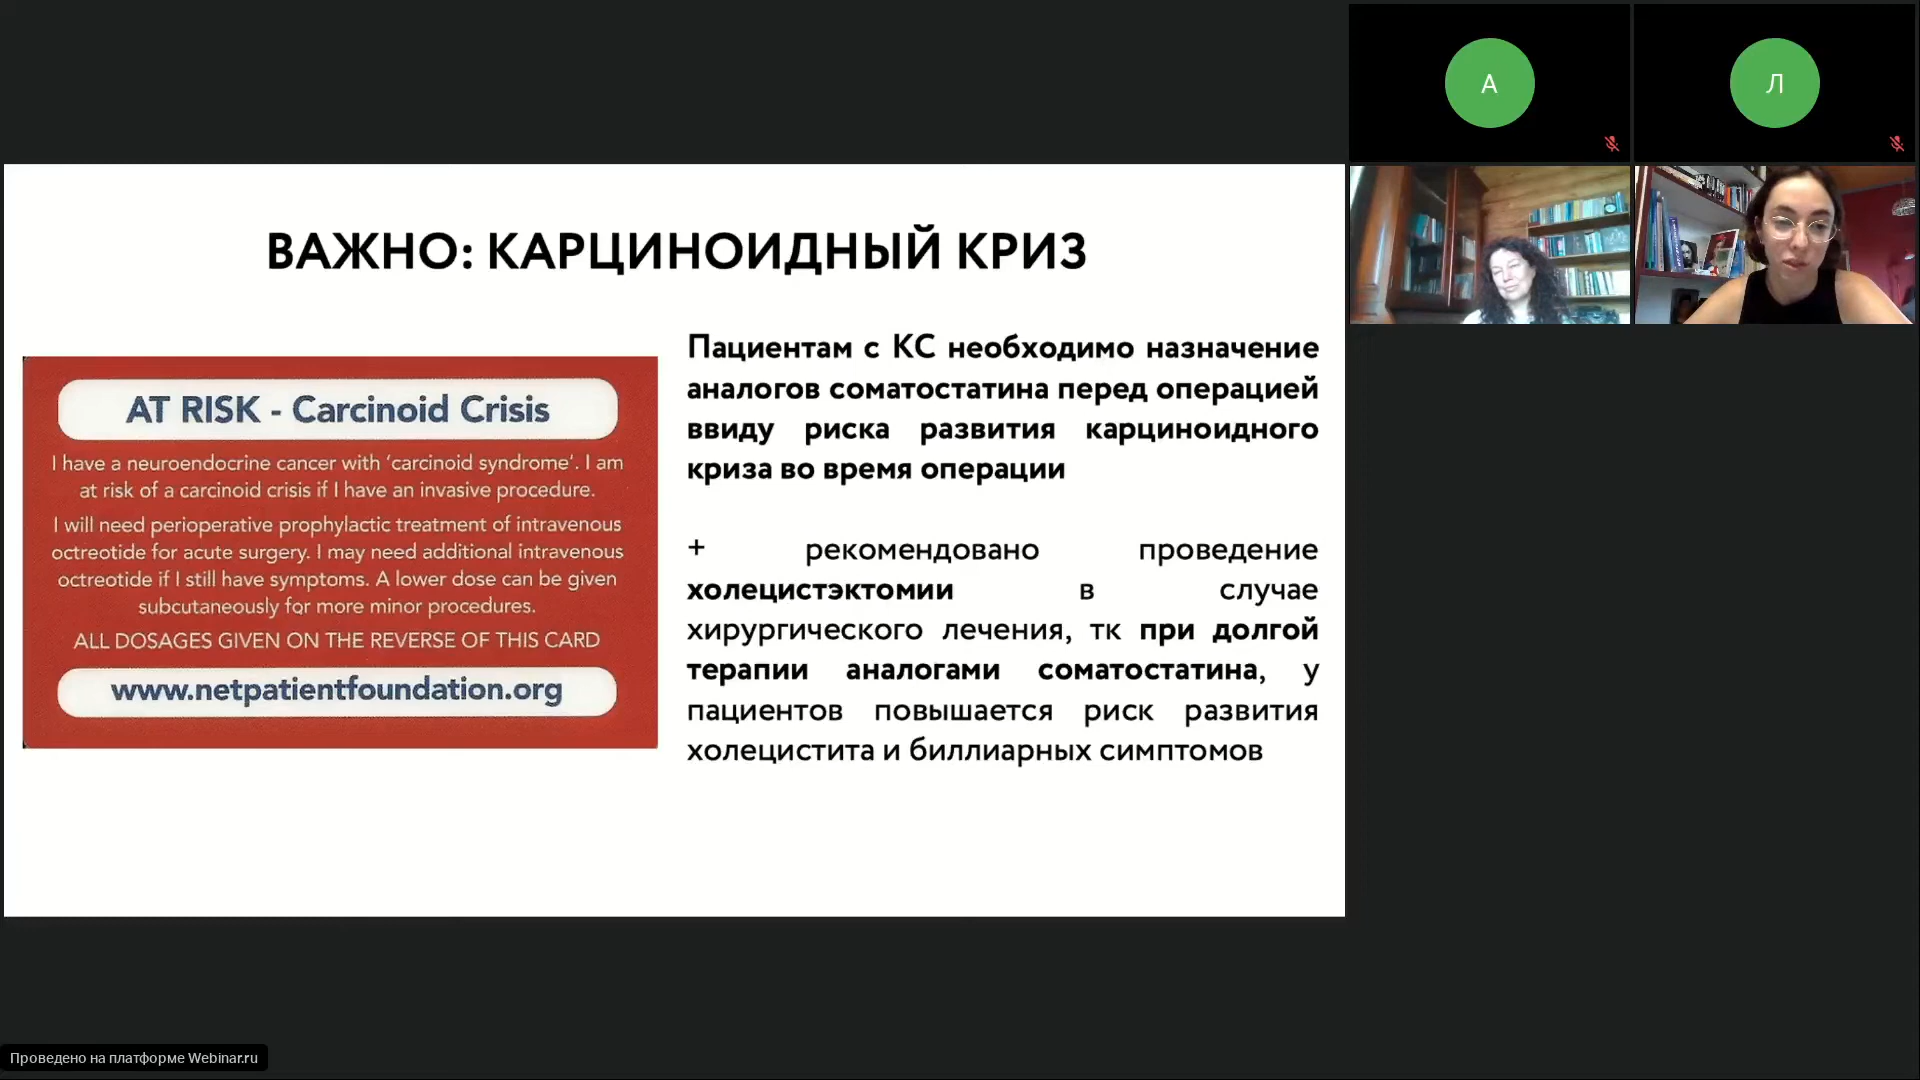 А
Л
ВАЖНО: КАРЦИНОИДНЫЙ КРИЗ
AT RISK - Carcinoid Crisis
I have a neuroendocrine cancer with ‘carcinoid syndrome‘. I am
at risk of a carcinoid crisis if I have an invasive procedure.
I will need perioperative prophylactic treatment of intravenous
octreotide for acute surgery. I may need additional intravenous
octreotide if I still have symptoms. A lower dose can be given
subcutaneously for more minor procedures.
ALL DOSAGES GIVEN ON THE REVERSE OF THIS CARD
www.netpatientfoundation.org
Пациентам с КС необходимо назначение
аналогов соматостатина перед операцией
ввиду риска развития карциноидного
криза во время операции
+ рекомендовано проведение
холецистэктомии в случае
хирургического лечения, тк при долгой
терапии аналогами соматостатина, у
пациентов повышается риск развития
холецистита и биллиарных симптомов
Проведено на платформе Webinar.ru